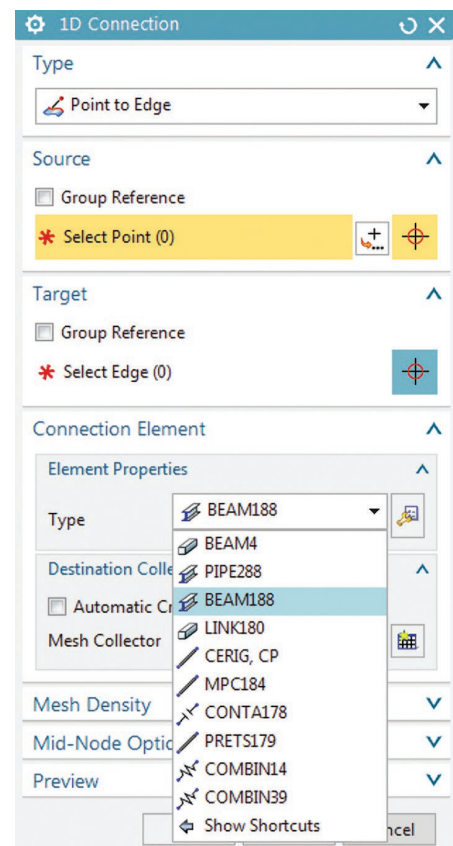 1D Connection
Type
Point to Edge
Source
Group Reference
* Select Point (0)
Target
Group Reference
* Select Edge (0)
Connection Element
Element Properties
Type
BEAM188
BEAM4
Destination Colle
PIPE288
BEAM188
Automatic Cr
LINK180
Mesh Collector
CERIG, CP
MPC184
Mesh Density
CONTA178
Mid-Node Optic
PRETS179
COMBIN14
Preview
COMBIN39
Show Shortcuts
ncel